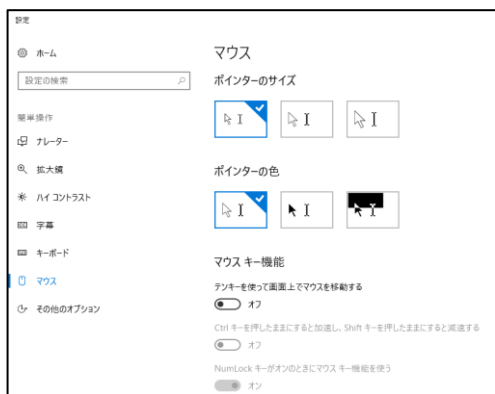 設定
ホーム
設定の検索
簡単操作
ナレーター
拡大鏡
ハイ コントラスト
字幕
キーボード
マウス
その他のオプション
マウス
ポインターのサイズ
ポインターの色
マウス キー機能
テンキーを使って画面上でマウスを移動する
オフ
Ctrl キーを押したままにすると加速し、Shift キーを押したままにすると減速する
オフ
NumLock キーがオンのときにマウス キー機能を使う
オン